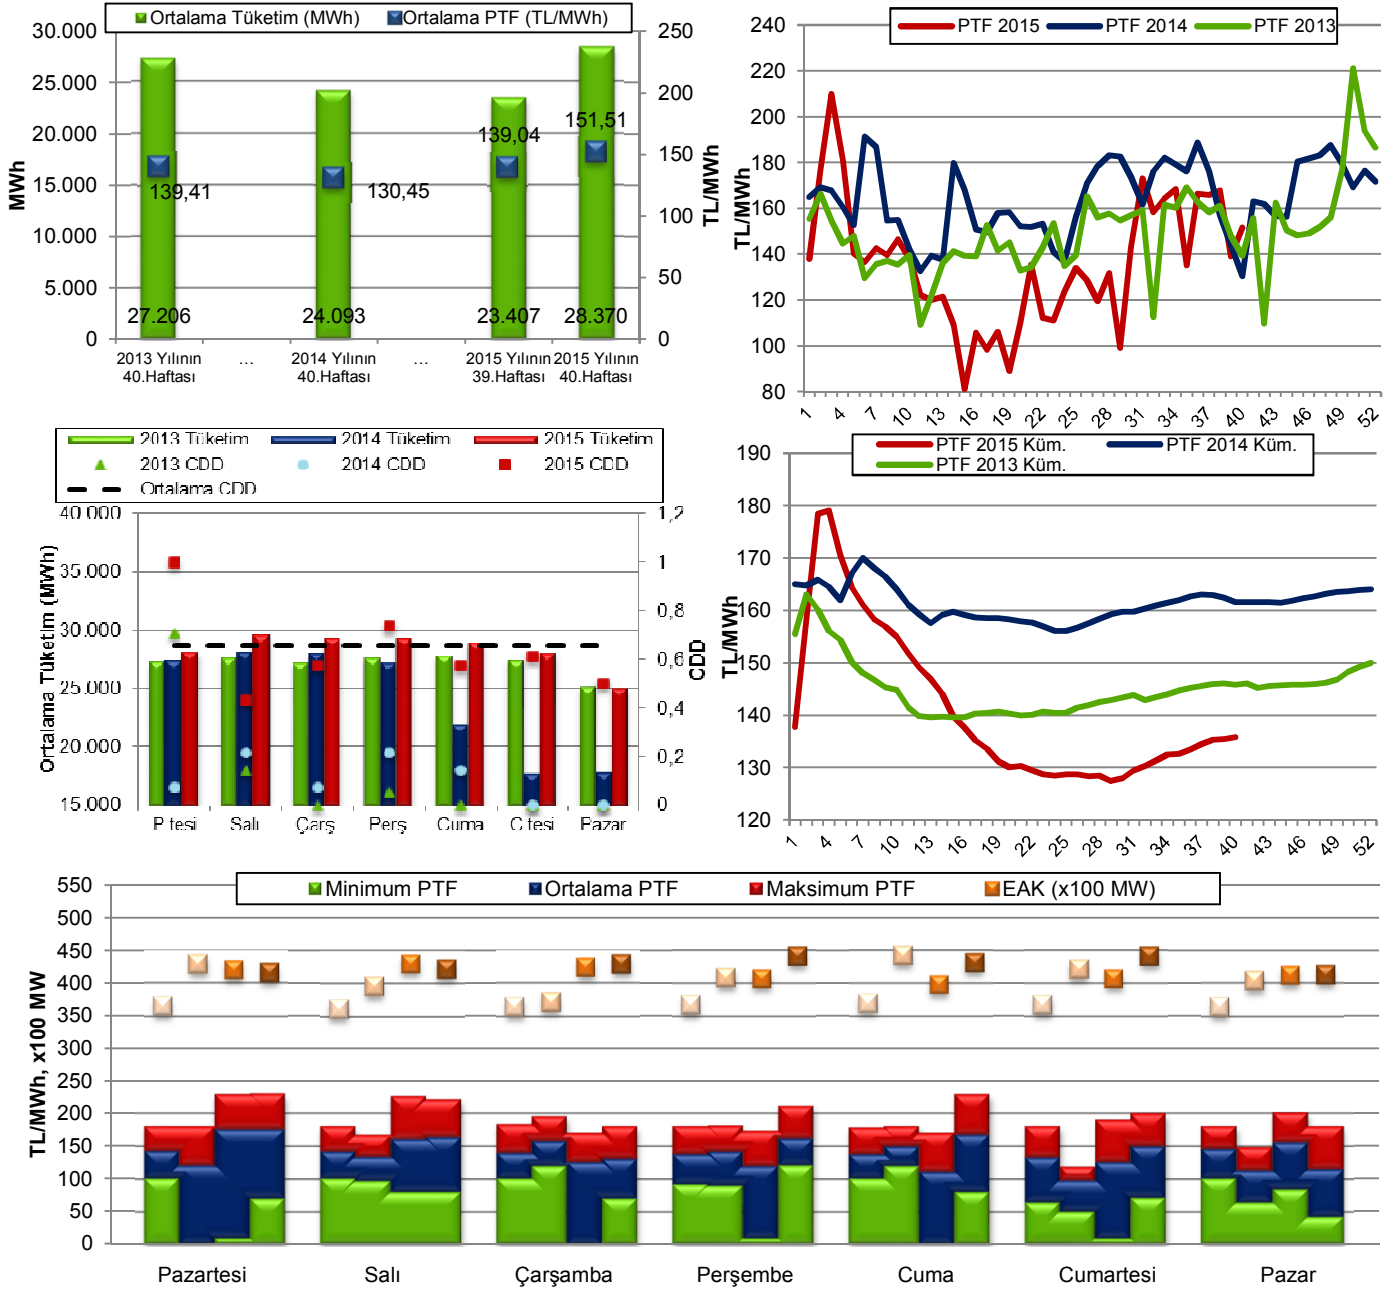 Ortalama Tüketim (MWh) Ortalama PTF (TL/MWh)
30.000 250
25.000 200
20.000 150
15.000 100
10.000 50
5.000 0
0
MWh
TL/MWh
139,41 130,45 139,04 151,51
27.206 24.093 23.407 28.370
2013 Yılının 40.Haftası
...
2014 Yılının 40.Haftası
...
2015 Yılının 39.Haftası
2015 Yılının 40.Haftası
PTF 2015 PTF 2014 PTF 2013
240
220
200
180
160
140
120
100
80
TL/MWh
1 4 7 10 13 16 19 22 25 28 31 34 37 40 43 46 49 52
2013 Tüketim 2014 Tüketim 2015 Tüketim
2013 CDD 2014 CDD 2015 CDD
Ortalama CDD
40.000 1,2
35.000 1
30.000 0,8
25.000 0,6
20.000 0,4
15.000 0,2
0
Ortalama Tüketim (MWh)
CDD
P.tesi Salı Çarş Perş Cuma C.tesi Pazar
PTF 2015 Küm. PTF 2014 Küm.
PTF 2013 Küm.
190
180
170
160
150
140
130
120
TL/MWh
1 4 7 10 13 16 19 22 25 28 31 34 37 40 43 46 49 52
Minimum PTF Ortalama PTF Maksimum PTF EAK (x100 MW)
550
500
450
400
350
300
250
200
150
100
50
0
TL/MWh, x100 MW
Pazartesi Salı Çarşamba Perşembe Cuma Cumartesi Pazar